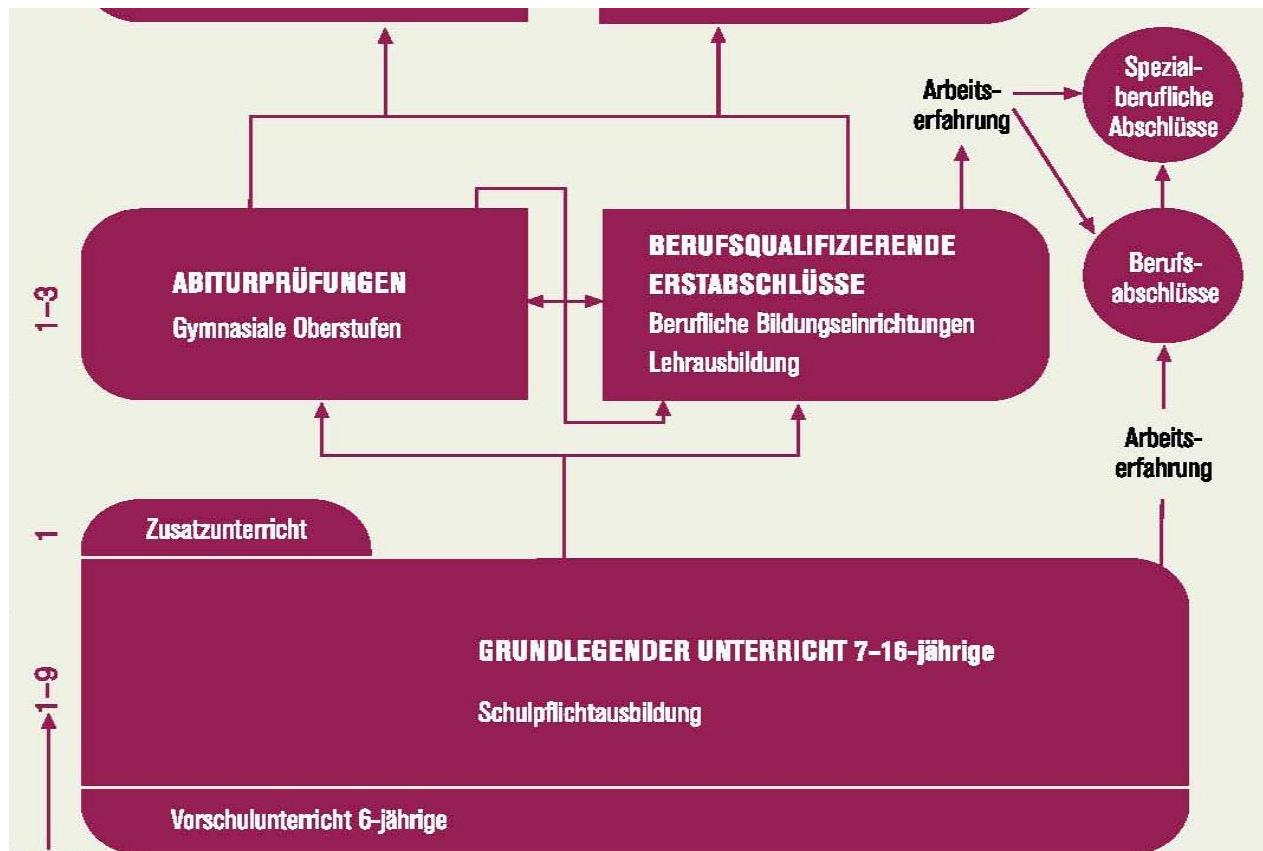 Arbeits-
erfahrung
Spezial-
berufliche
Abschlüsse
1–3
ABITURPRÜFUNGEN
Gymnasiale Oberstufen
BERUFSQUALIFIZIERENDE
ERSTABSCHLÜSSE
Berufliche Bildungseinrichtungen
Lehrausbildung
Berufs-
abschlüsse
Arbeits-
erfahrung
1
Zusatzunterricht
1–9
GRUNDLEGENDER UNTERRICHT 7–16-jährige
Schulpflichtausbildung
Vorschulunterricht 6-jährige